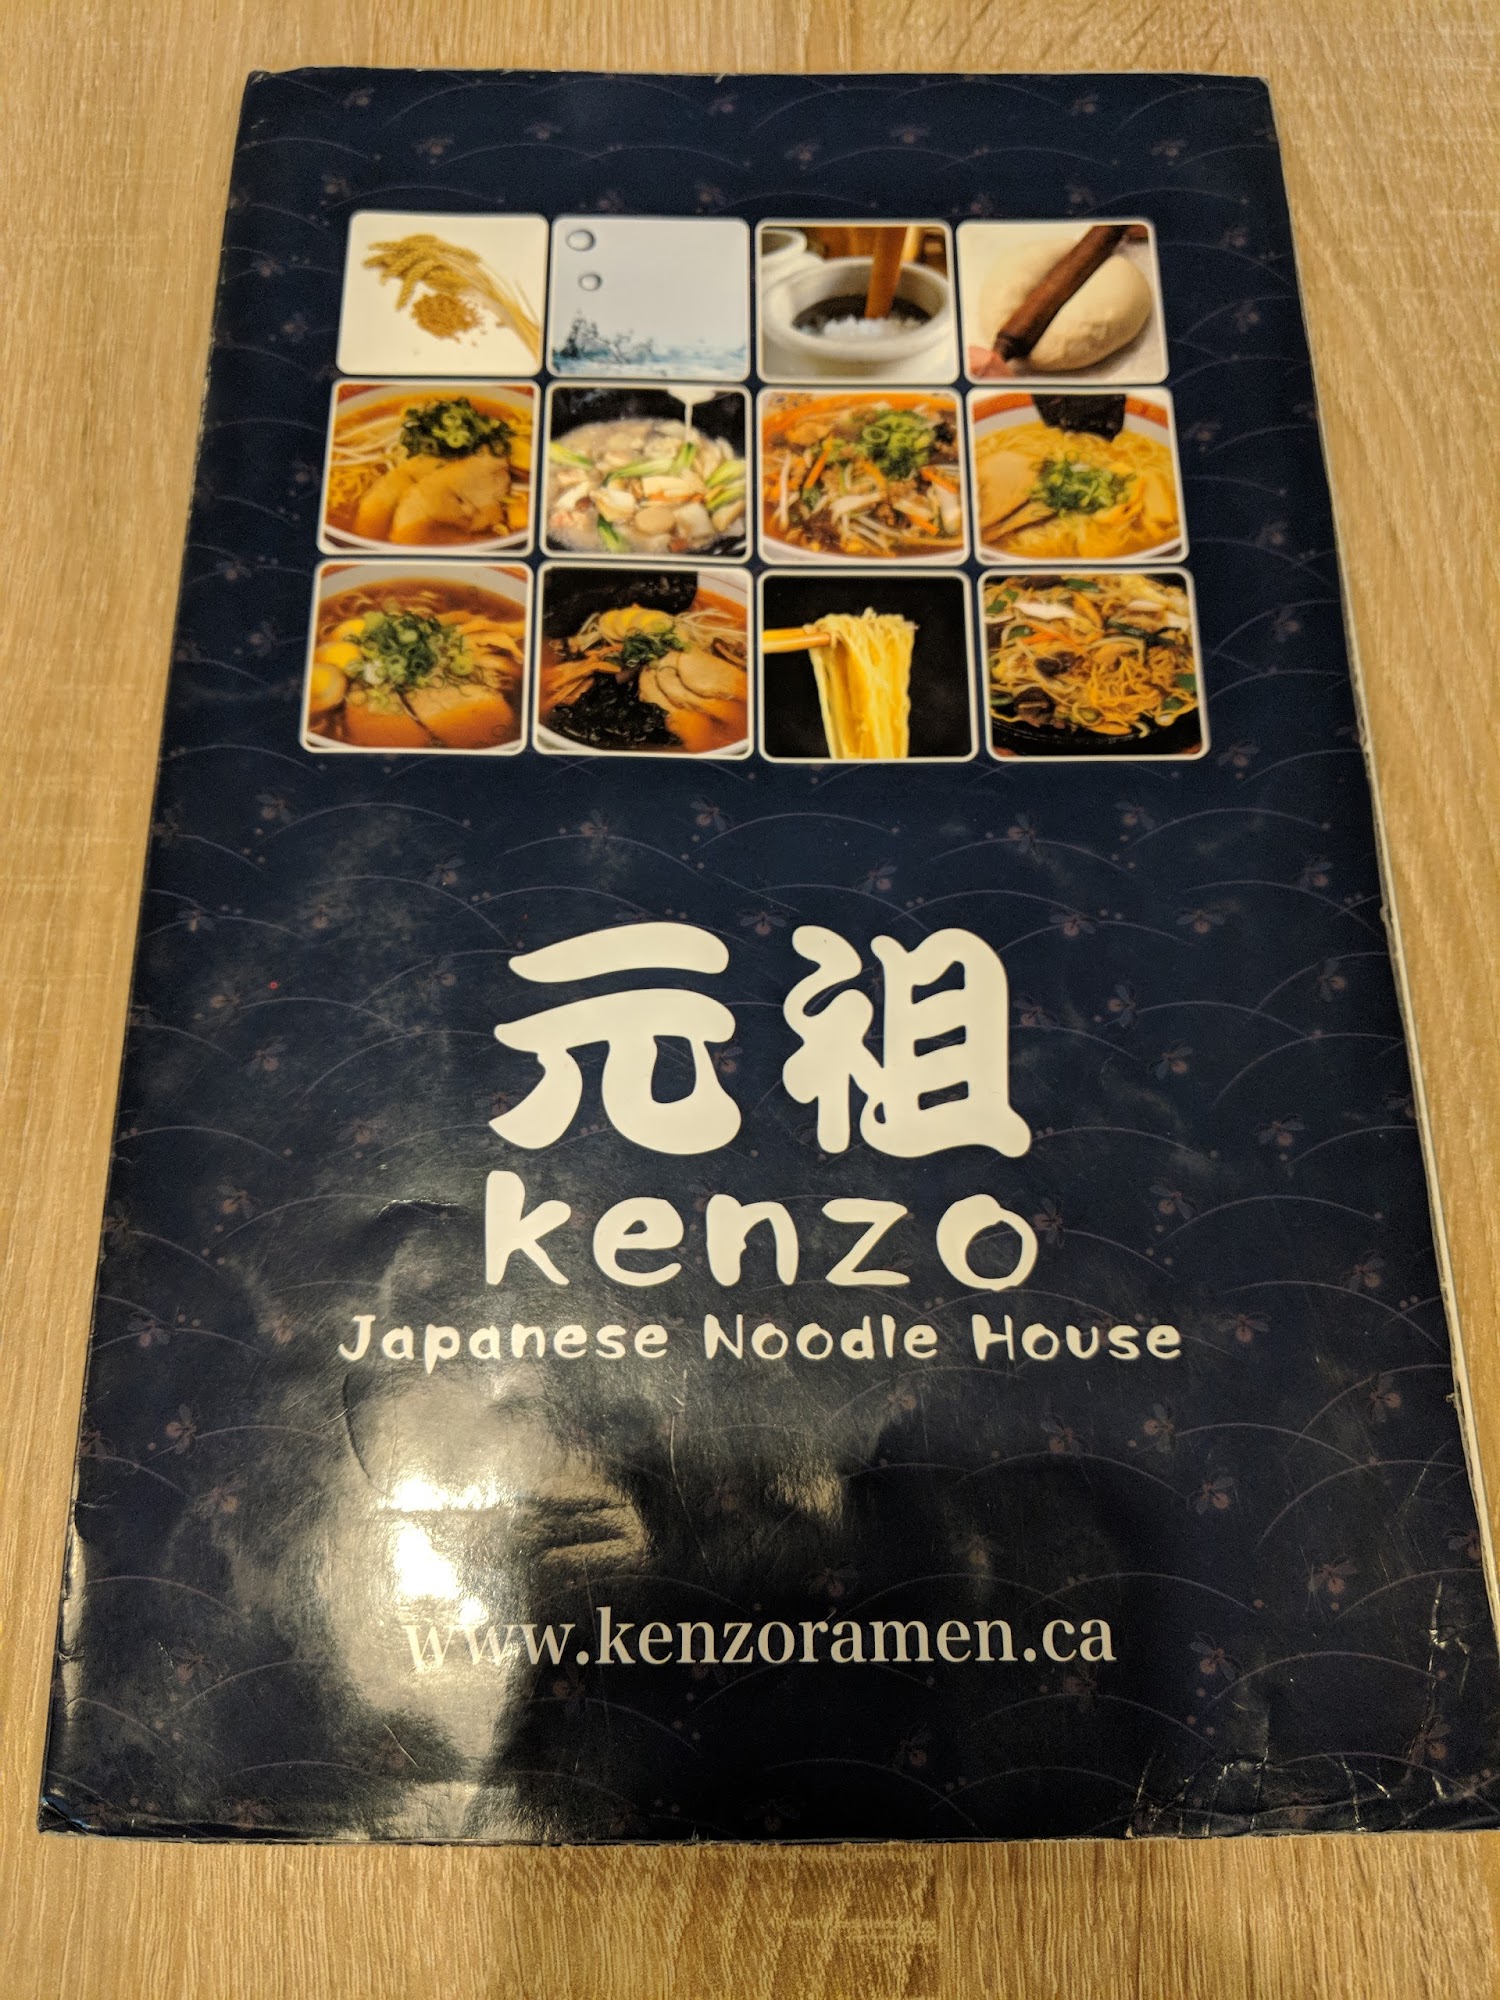 元祖
kenzo
Japanese Noodle House
www.kenzoramen.ca